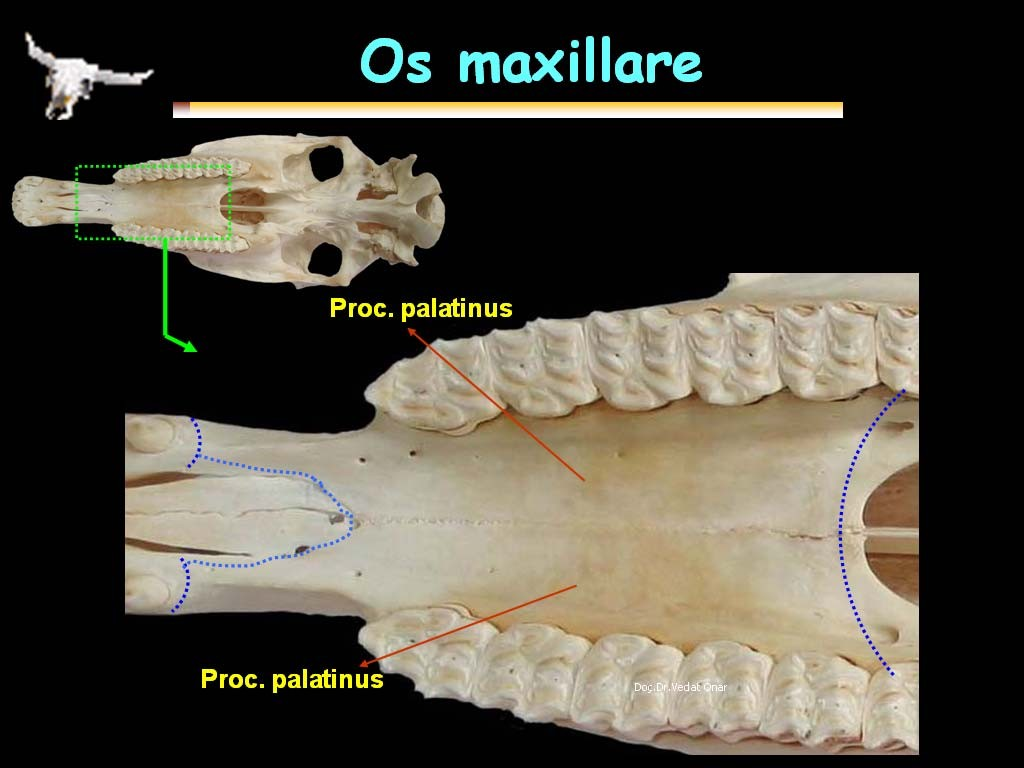 Os maxillare
Proc. palatinus
Proc. palatinus
Doç.Dr.Vedat Onar